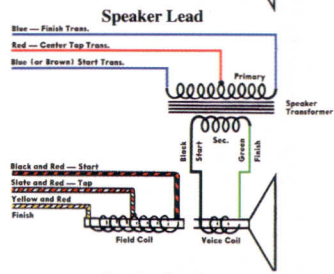 Speaker Lead
Blue — Finish Trans.
Red — Center Tap Trans.
Blue (or Brown) Start Trans.
Primary
Speaker
Transformer
Sec.
Black
Start
Green
Finish
Black and Red — Start
Slate and Red — Tap
Yellow and Red
Finish
Field Coil
Voice Coil